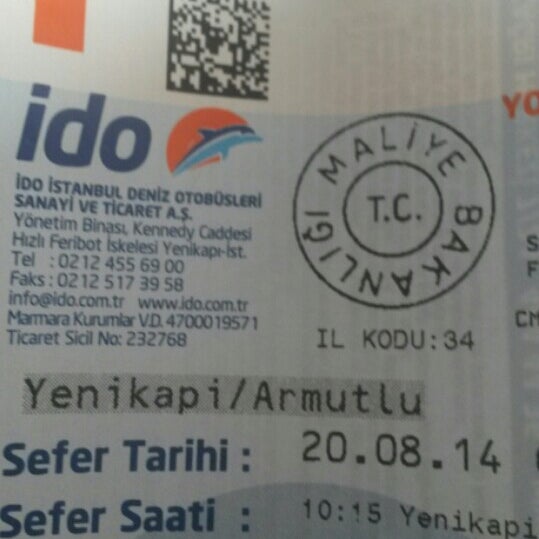 ido
İDO İSTANBUL DENİZ OTOBÜSLERİ
SANAYİ VE TİCARET A.Ş.
Yönetim Binası, Kennedy Caddesi
Hızlı Feribot İskelesi Yenikapı-İst.
Tel : 0212 455 69 00
Faks : 0212 517 39 58
info@ido.com.tr www.ido.com.tr
Marmara Kurumlar V.D. 4700019571
Ticaret Sicil No: 232768
MALİYE BAKANLIĞI
T.C.
IL KODU:34
YO
Yenikapi/Armutlu
Sefer Tarihi : 20.08.14
Sefer Saati : 10:15 Yenikapi